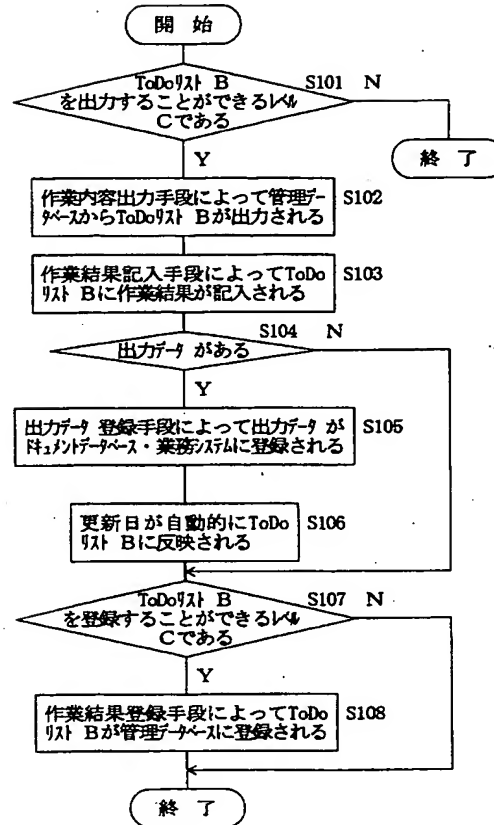 開 始
ToDoﾘｽﾄ B
を出力することができるﾚﾍﾞﾙ
Cである
S101 N
終 了
Y
作業内容出力手段によって管理ﾃﾞｰ
ﾀﾍﾞｰｽからToDoﾘｽﾄ Bが出力される
S102
作業結果記入手段によってToDo
ﾘｽﾄ Bに作業結果が記入される
S103
S104 N
出力ﾃﾞｰﾀ がある
Y
出力ﾃﾞｰﾀ 登録手段によって出力ﾃﾞｰﾀ が
ﾄﾞｷｭﾒﾝﾄﾃﾞｰﾀﾍﾞｰｽ・業務ｼｽﾃﾑに登録される
S105
更新日が自動的にToDo
ﾘｽﾄ Bに反映される
S106
ToDoﾘｽﾄ B
を登録することができるﾚﾍﾞﾙ
Cである
S107 N
Y
作業結果登録手段によってToDo
ﾘｽﾄ Bが管理ﾃﾞｰﾀﾍﾞｰｽに登録される
S108
終 了